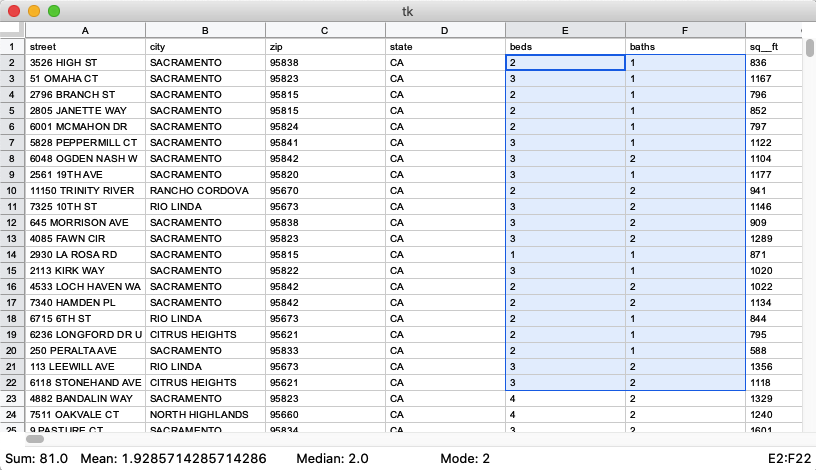 tk
A B C D E F
1 street city zip state beds baths sq__ft
2 3526 HIGH ST SACRAMENTO 95838 CA 2 1 836
3 51 OMAHA CT SACRAMENTO 95823 CA 3 1 1167
4 2796 BRANCH ST SACRAMENTO 95815 CA 2 1 796
5 2805 JANETTE WAY SACRAMENTO 95815 CA 2 1 852
6 6001 MCMAHON DR SACRAMENTO 95824 CA 2 1 797
7 5828 PEPPERMILL CT SACRAMENTO 95841 CA 3 1 1122
8 6048 OGDEN NASH W SACRAMENTO 95842 CA 3 2 1104
9 2561 19TH AVE SACRAMENTO 95820 CA 3 1 1177
10 11150 TRINITY RIVER RANCHO CORDOVA 95670 CA 2 2 941
11 7325 10TH ST RIO LINDA 95673 CA 3 2 1146
12 645 MORRISON AVE SACRAMENTO 95838 CA 3 2 909
13 4085 FAWN CIR SACRAMENTO 95823 CA 3 2 1289
14 2930 LA ROSA RD SACRAMENTO 95815 CA 1 1 871
15 2113 KIRK WAY SACRAMENTO 95822 CA 3 1 1020
16 4533 LOCH HAVEN WA SACRAMENTO 95842 CA 2 2 1022
17 7340 HAMDEN PL SACRAMENTO 95842 CA 2 2 1134
18 6715 6TH ST RIO LINDA 95673 CA 2 1 844
19 6236 LONGFORD DR U CITRUS HEIGHTS 95621 CA 2 1 795
20 250 PERALTA AVE SACRAMENTO 95833 CA 2 1 588
21 113 LEEWILL AVE RIO LINDA 95673 CA 3 2 1356
22 6118 STONEHAND AVE CITRUS HEIGHTS 95621 CA 3 2 1118
23 4882 BANDALIN WAY SACRAMENTO 95823 CA 4 2 1329
24 7511 OAKVALE CT NORTH HIGHLANDS 95660 CA 4 2 1240
25 9 PASTURE CT SACRAMENTO 95834 CA 3 2 1601
Sum: 81.0 Mean: 1.9285714285714286 Median: 2.0 Mode: 2 E2:F22